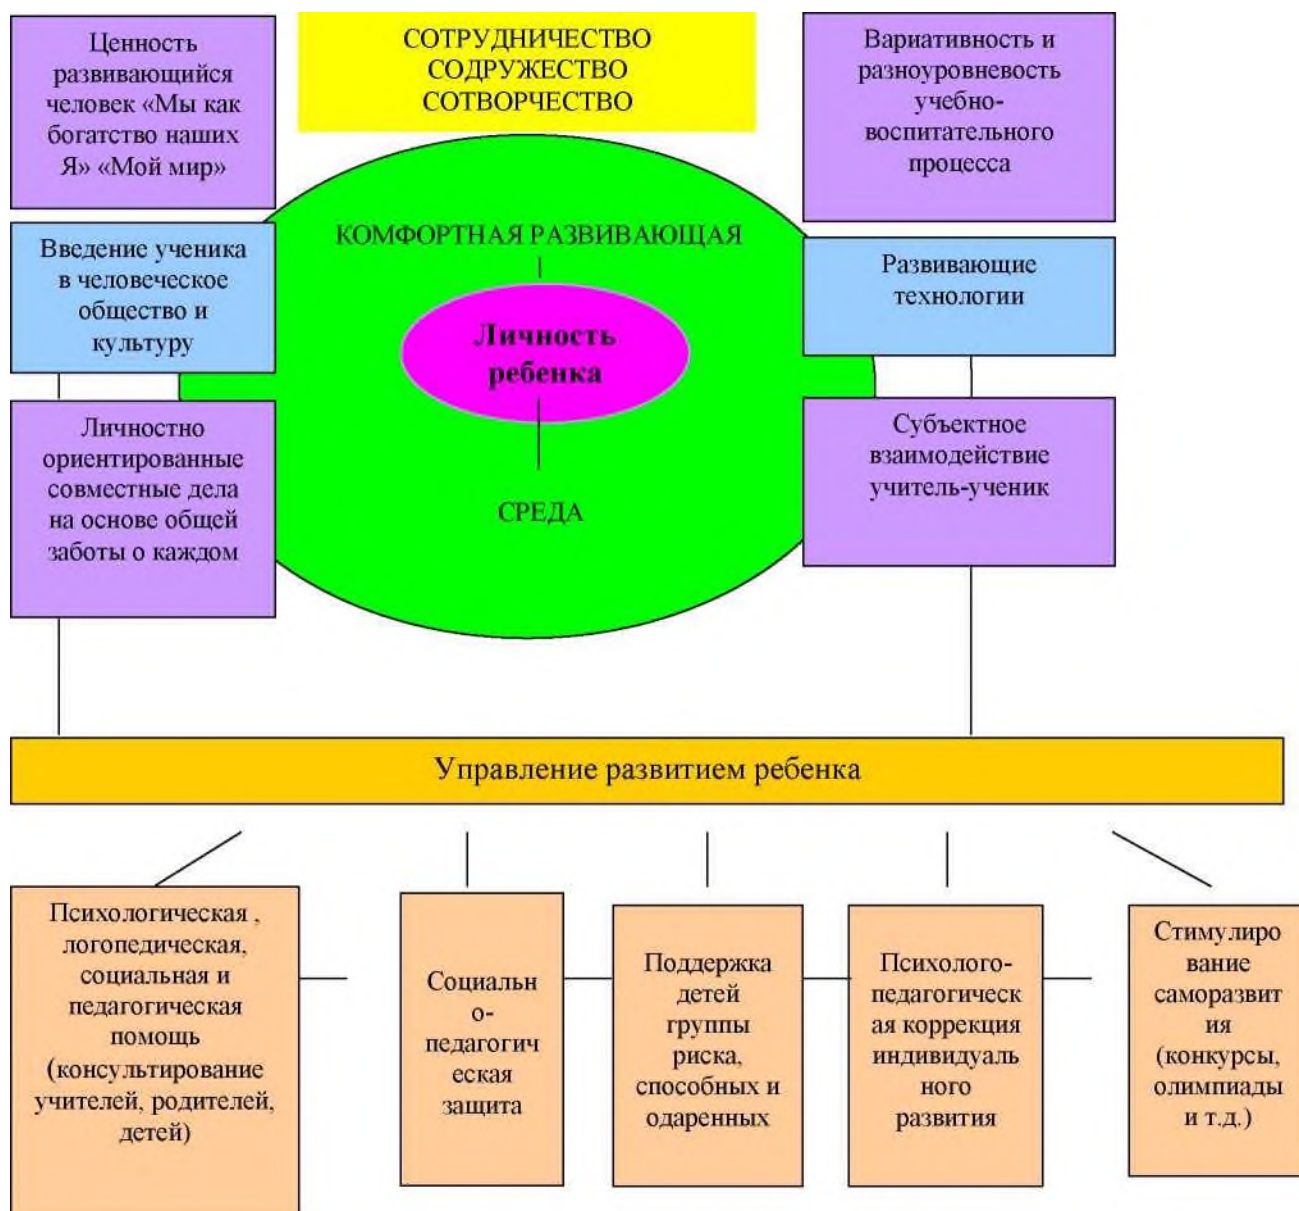 Ценность
развивающийся
человек «Мы как
богатство наших
Я» «Мой мир»
СОТРУДНИЧЕСТВО
СОДРУЖЕСТВО
СОТВОРЧЕСТВО
Вариативность и
разноуровневость
учебно-
воспитательного
процесса
КОМФОРТНАЯ РАЗВИВАЮЩАЯ
Введение ученика
в человеческое
общество и
культуру
Развивающие
технологии
Личность
ребенка
Личностно
ориентированные
совместные дела
на основе общей
заботы о каждом
СРЕДА
Субъектное
взаимодействие
учитель-ученик
Управление развитием ребенка
Психологическая ,
логопедическая,
социальная и
педагогическая
помощь
(консультирование
учителей, родителей,
детей)
Социальн
о-
педагогич
еская
защита
Поддержка
детей
группы
риска,
способных и
одаренных
Психолого-
педагогическ
ая коррекция
индивидуаль
ного
развития
Стимулиро
вание
саморазвит
ия
(конкурсы,
олимпиады
и т.д.)